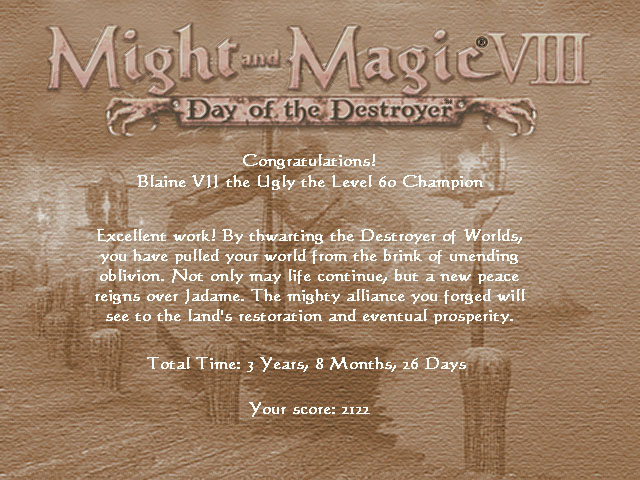 Might and Magic® VIII
Day of the Destroyer™
Congratulations!
Blaine VII the Ugly the Level 60 Champion
Excellent work! By thwarting the Destroyer of Worlds,
you have pulled your world from the brink of unending
oblivion. Not only may life continue, but a new peace
reigns over Jadame. The mighty alliance you forged will
see to the land's restoration and eventual prosperity.
Total Time: 3 Years, 8 Months, 26 Days
Your score: 2122